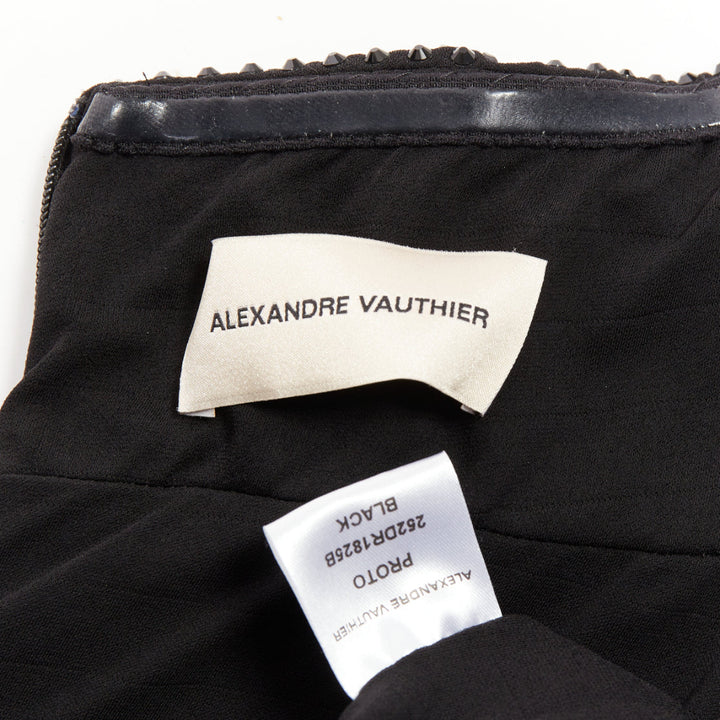 ALEXANDRE VAUTHIER
ALEXANDRE VAUTHIER
PROTO
252DR1825B
BLACK